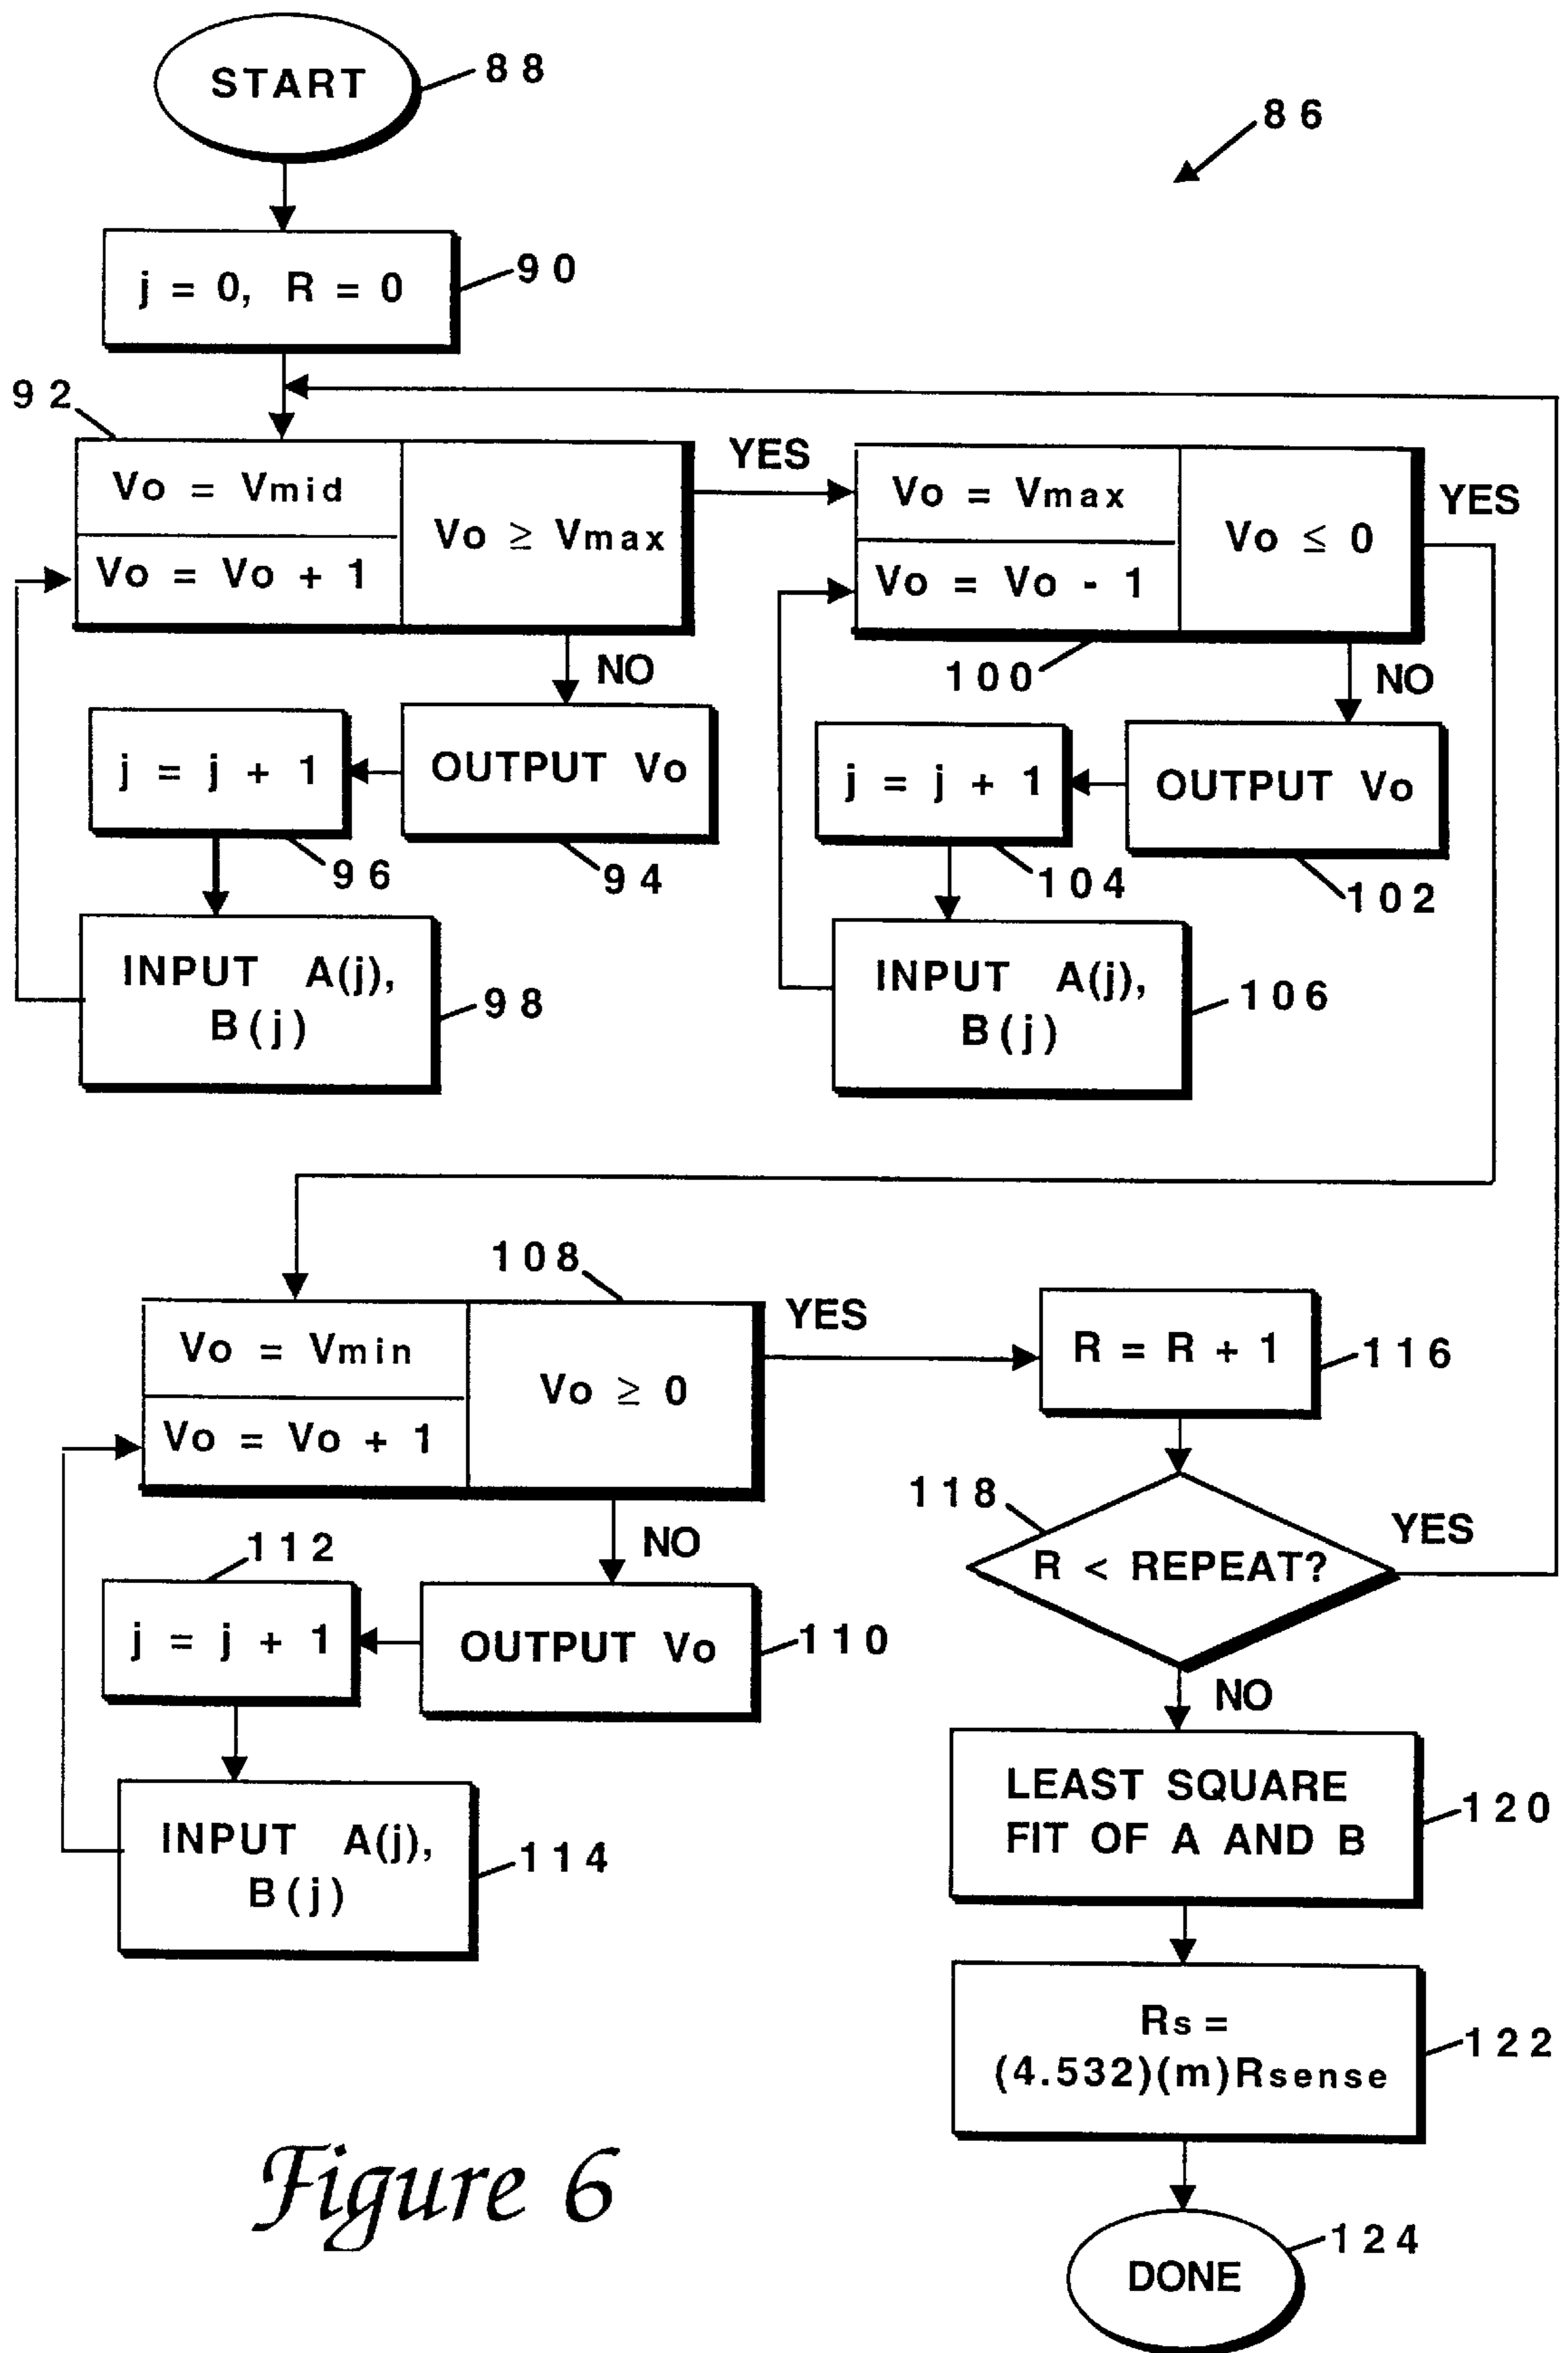 START
88
86
j = 0, R = 0
90
92
Vo = Vmid
Vo = Vo + 1
Vo ≥ Vmax
YES
Vo = Vmax
Vo = Vo - 1
Vo ≤ 0
YES
NO
100
NO
j = j + 1
OUTPUT Vo
j = j + 1
OUTPUT Vo
96
94
104
102
INPUT A(j),
B(j)
98
INPUT A(j),
B(j)
106
108
Vo = Vmin
Vo = Vo + 1
Vo ≥ 0
YES
R = R + 1
116
118
R < REPEAT?
YES
NO
112
j = j + 1
OUTPUT Vo
110
NO
INPUT A(j),
B(j)
114
LEAST SQUARE
FIT OF A AND B
120
Rs =
(4.532)(m)Rsense
122
Figure 6
DONE
124